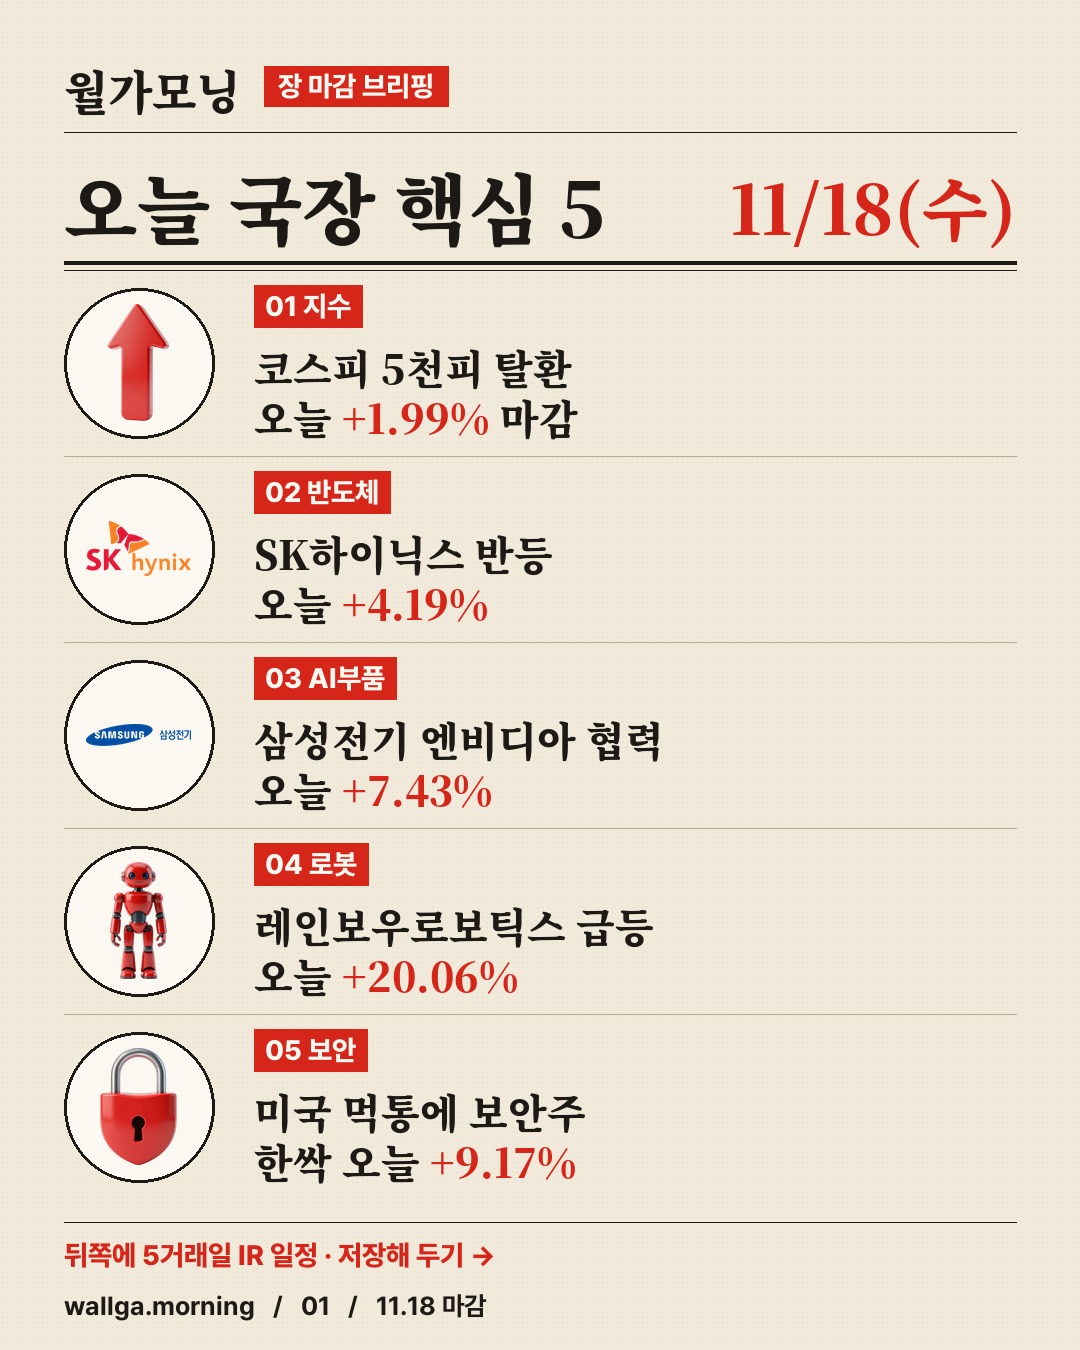 월가모닝 장 마감 브리핑
오늘 국장 핵심 5 11/18(수)
01 지수
코스피 5천피 탈환
오늘 +1.99% 마감
SK hynix
02 반도체
SK하이닉스 반등
오늘 +4.19%
SAMSUNG 삼성전기
03 AI부품
삼성전기 엔비디아 협력
오늘 +7.43%
04 로봇
레인보우로보틱스 급등
오늘 +20.06%
05 보안
미국 먹통에 보안주
한싹 오늘 +9.17%
뒤쪽에 5거래일 IR 일정 · 저장해 두기 →
wallga.morning / 01 / 11.18 마감